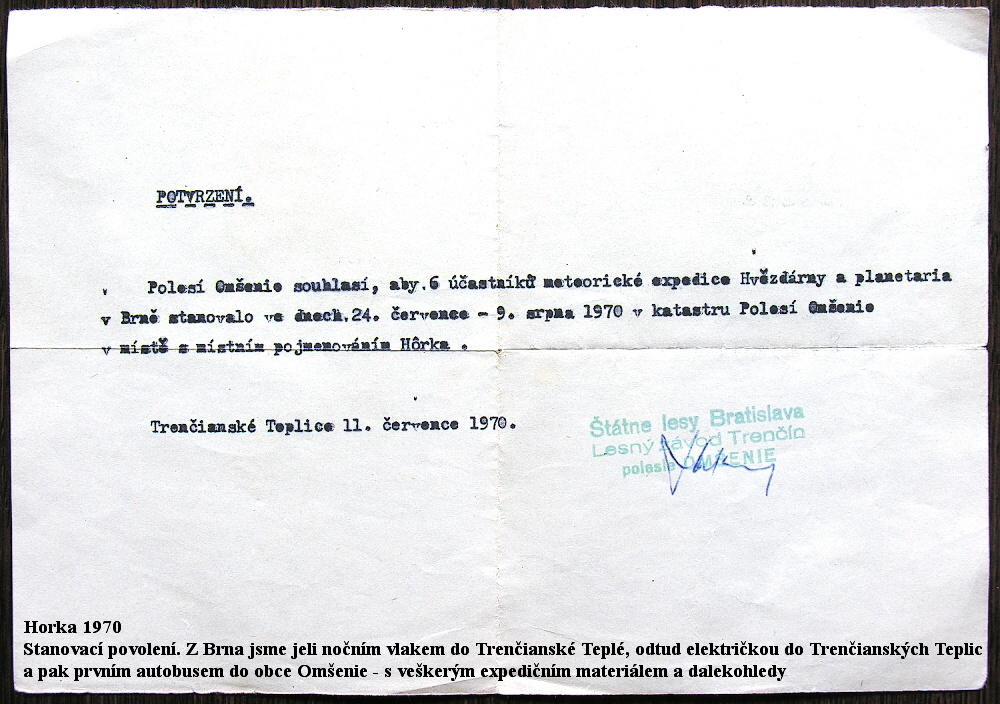 POTVRZENÍ.
Polesí Omšenie souhlasí, aby 6 účastníků meteorické expedice Hvězdárny a planetaria
v Brně stanovalo ve dnech 24. července - 9. srpna 1970 v katastru Polesí Omšenie
v místě s místním pojmenováním Hôrka .
Trenčianské Teplice 11. července 1970.
Štátne lesy Bratislava
Lesný závod Trenčín
polesie OMŠENIE
Horka 1970
Stanovací povolení. Z Brna jsme jeli nočním vlakem do Trenčianské Teplé, odtud električkou do Trenčianských Teplic
a pak prvním autobusem do obce Omšenie - s veškerým expedičním materiálem a dalekohledy